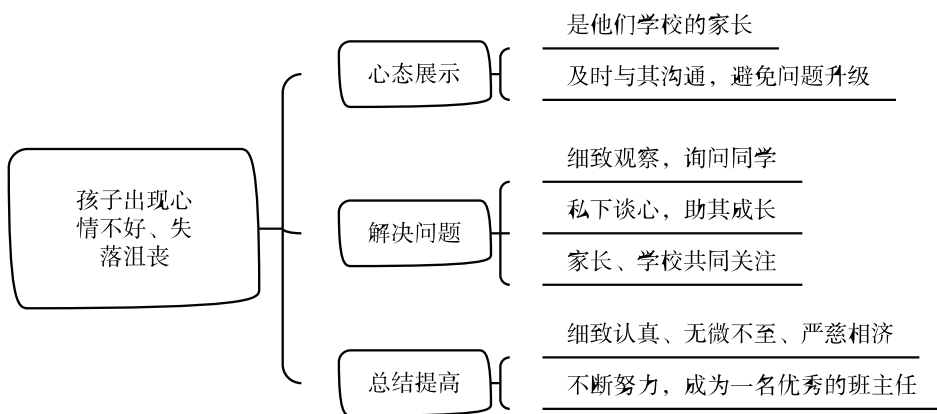 孩子出现心
情不好、失
落沮丧
心态展示
是他们学校的家长
及时与其沟通，避免问题升级
解决问题
细致观察，询问同学
私下谈心，助其成长
家长、学校共同关注
总结提高
细致认真、无微不至、严慈相济
不断努力，成为一名优秀的班主任